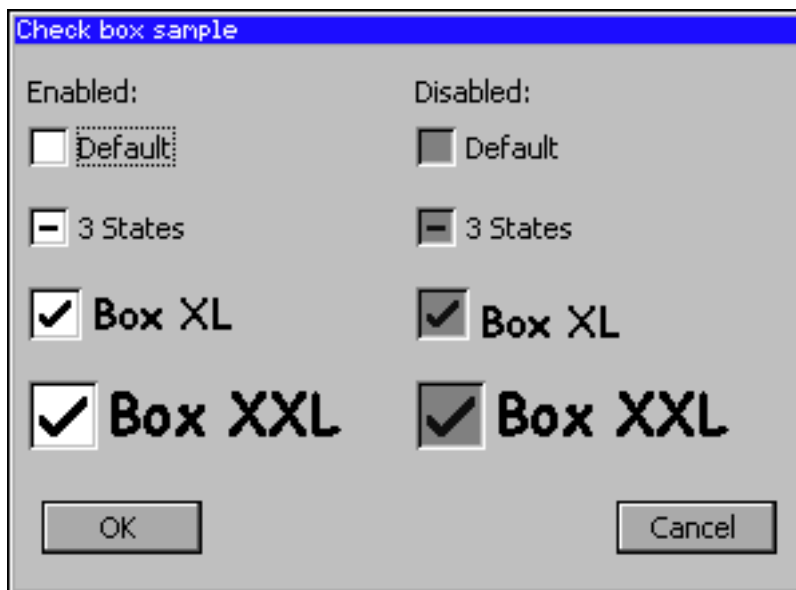 Check box sample
Enabled: Disabled:
Default Default
3 States 3 States
Box XL Box XL
Box XXL Box XXL
OK Cancel